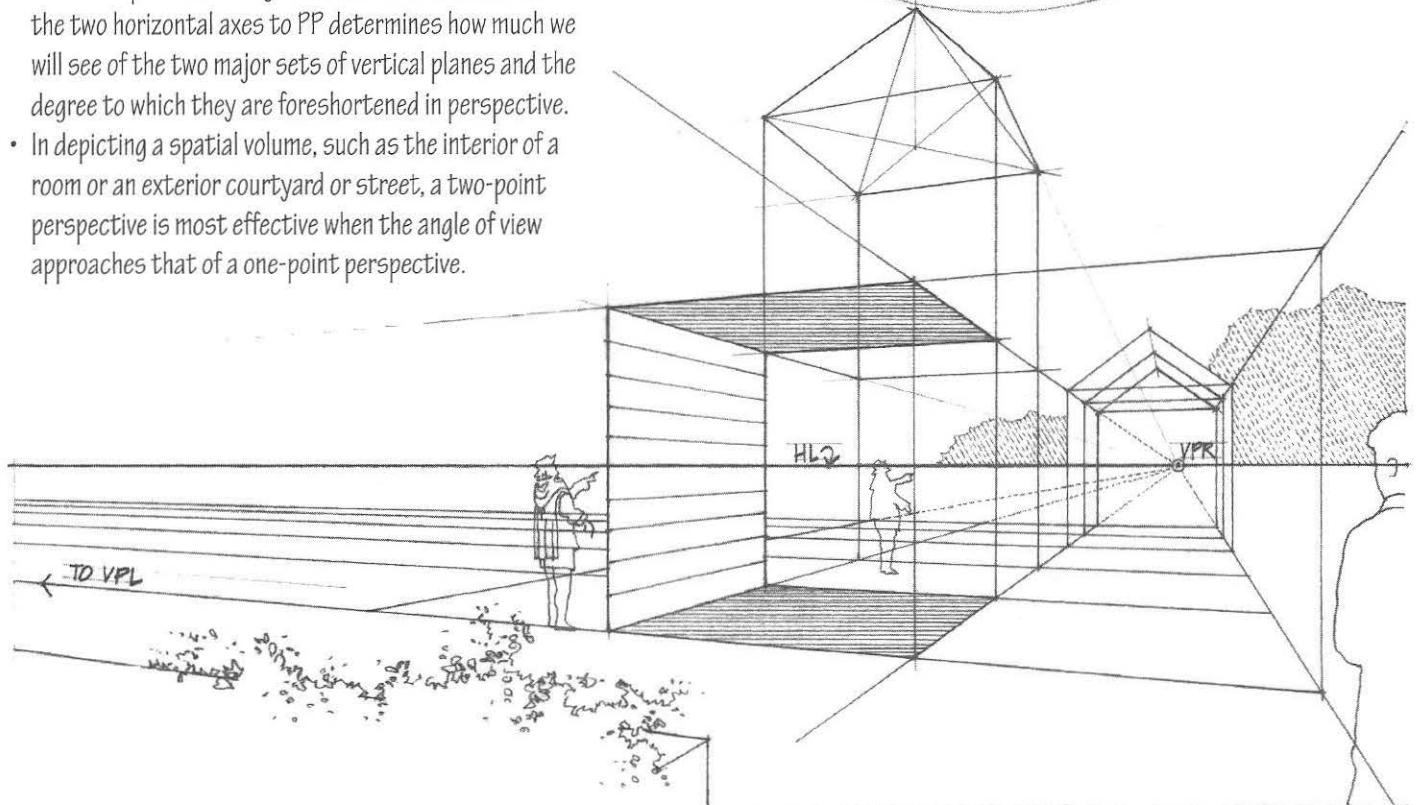 the two horizontal axes to PP determines how much we
will see of the two major sets of vertical planes and the
degree to which they are foreshortened in perspective.
• In depicting a spatial volume, such as the interior of a
room or an exterior courtyard or street, a two-point
perspective is most effective when the angle of view
approaches that of a one-point perspective.
HL
VPR
TO VPL